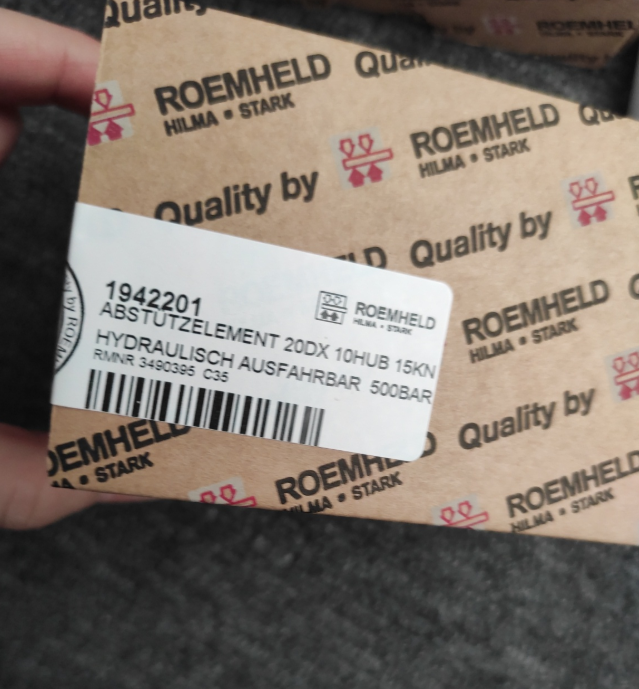 Quality
ROEMHELD
HILMA ■ STARK
ROEMHELD
HILMA ■ STARK
Quality by
ROEMHELD
HILMA ■ STARK
Quality by
1942201
ABSTÜTZELEMENT 20DX 10HUB 15KN
HYDRAULISCH AUSFAHRBAR 500BAR
RMNR 3490395 C35
ROEMHELD
HILMA ■ STARK
Quality by
ROEMHELD
HILMA ■ STARK
ROEMHELD
STARK
Quality by
ROEMHELD
HILMA ■ STARK
ROEMHELD
HILMA ■ STARK